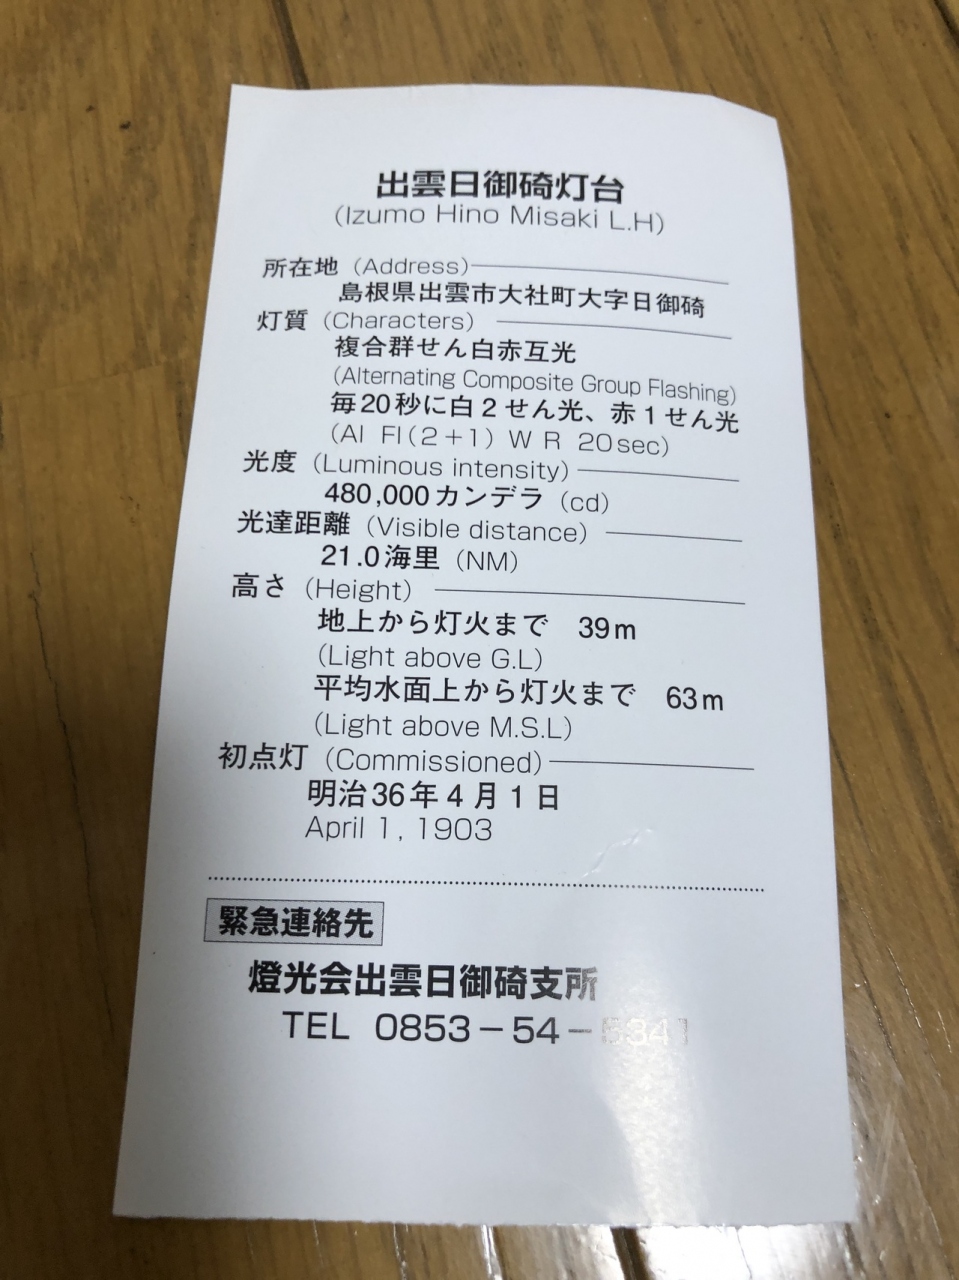 出雲日御碕灯台
(Izumo Hino Misaki L.H)
所在地 (Address)
島根県出雲市大社町大字日御碕
灯質 (Characters)
複合群せん白赤互光
(Alternating Composite Group Flashing)
毎20秒に白2せん光、赤1せん光
(Al Fl(2+1) W R 20sec)
光度 (Luminous intensity)
480,000カンデラ (cd)
光達距離 (Visible distance)
21.0海里 (NM)
高さ (Height)
地上から灯火まで 39m
(Light above G.L)
平均水面上から灯火まで 63m
(Light above M.S.L)
初点灯 (Commissioned)
明治36年4月1日
April 1, 1903
緊急連絡先
燈光会出雲日御碕支所
TEL 0853-54-5341